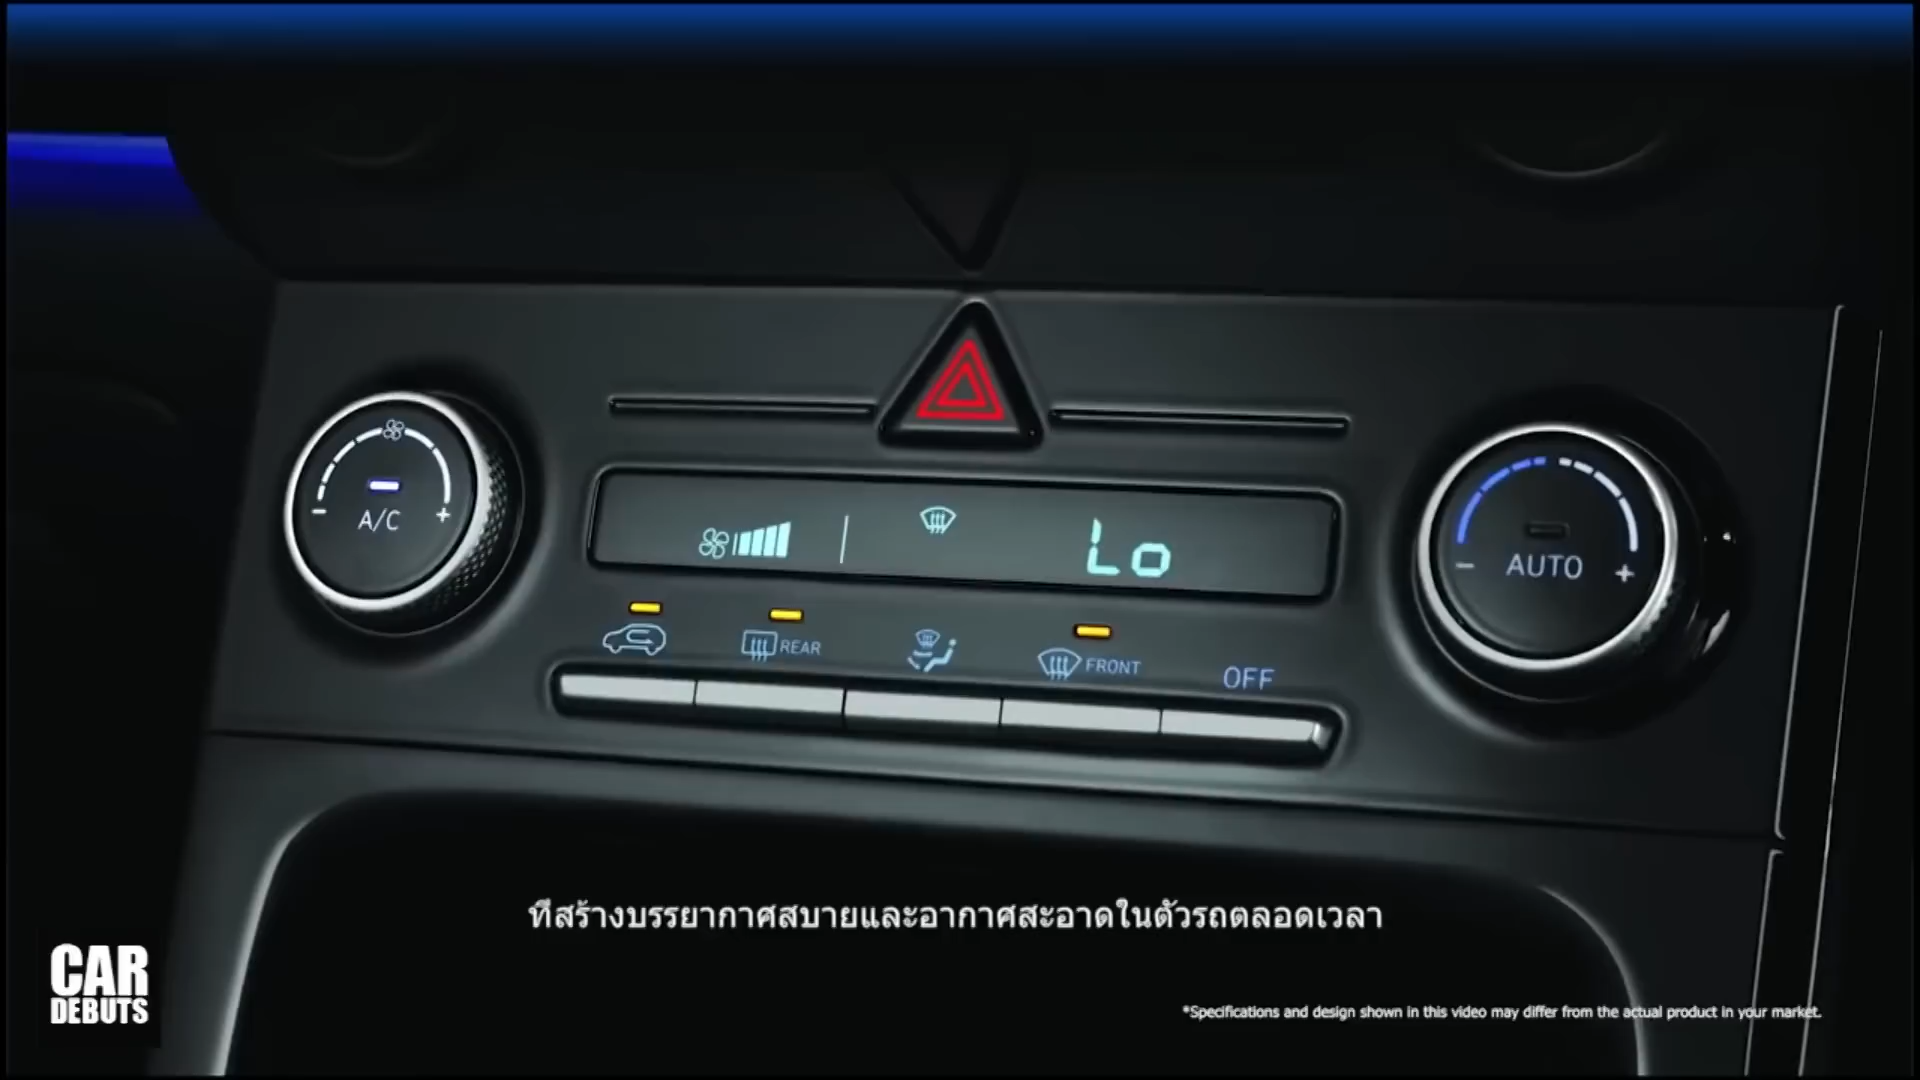 A/C
- +
Lo
AUTO
- +
REAR
FRONT
OFF
ที่สร้างบรรยากาศสบายและอากาศสะอาดในตัวรถตลอดเวลา
CAR
DEBUTS
*Specifications and design shown in this video may differ from the actual product in your market.